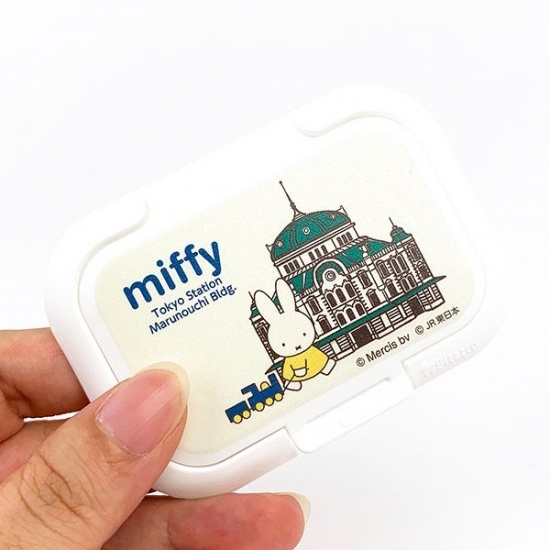 miffy
Tokyo Station
Marunouchi Bldg.
© Mercis bv © JR東日本